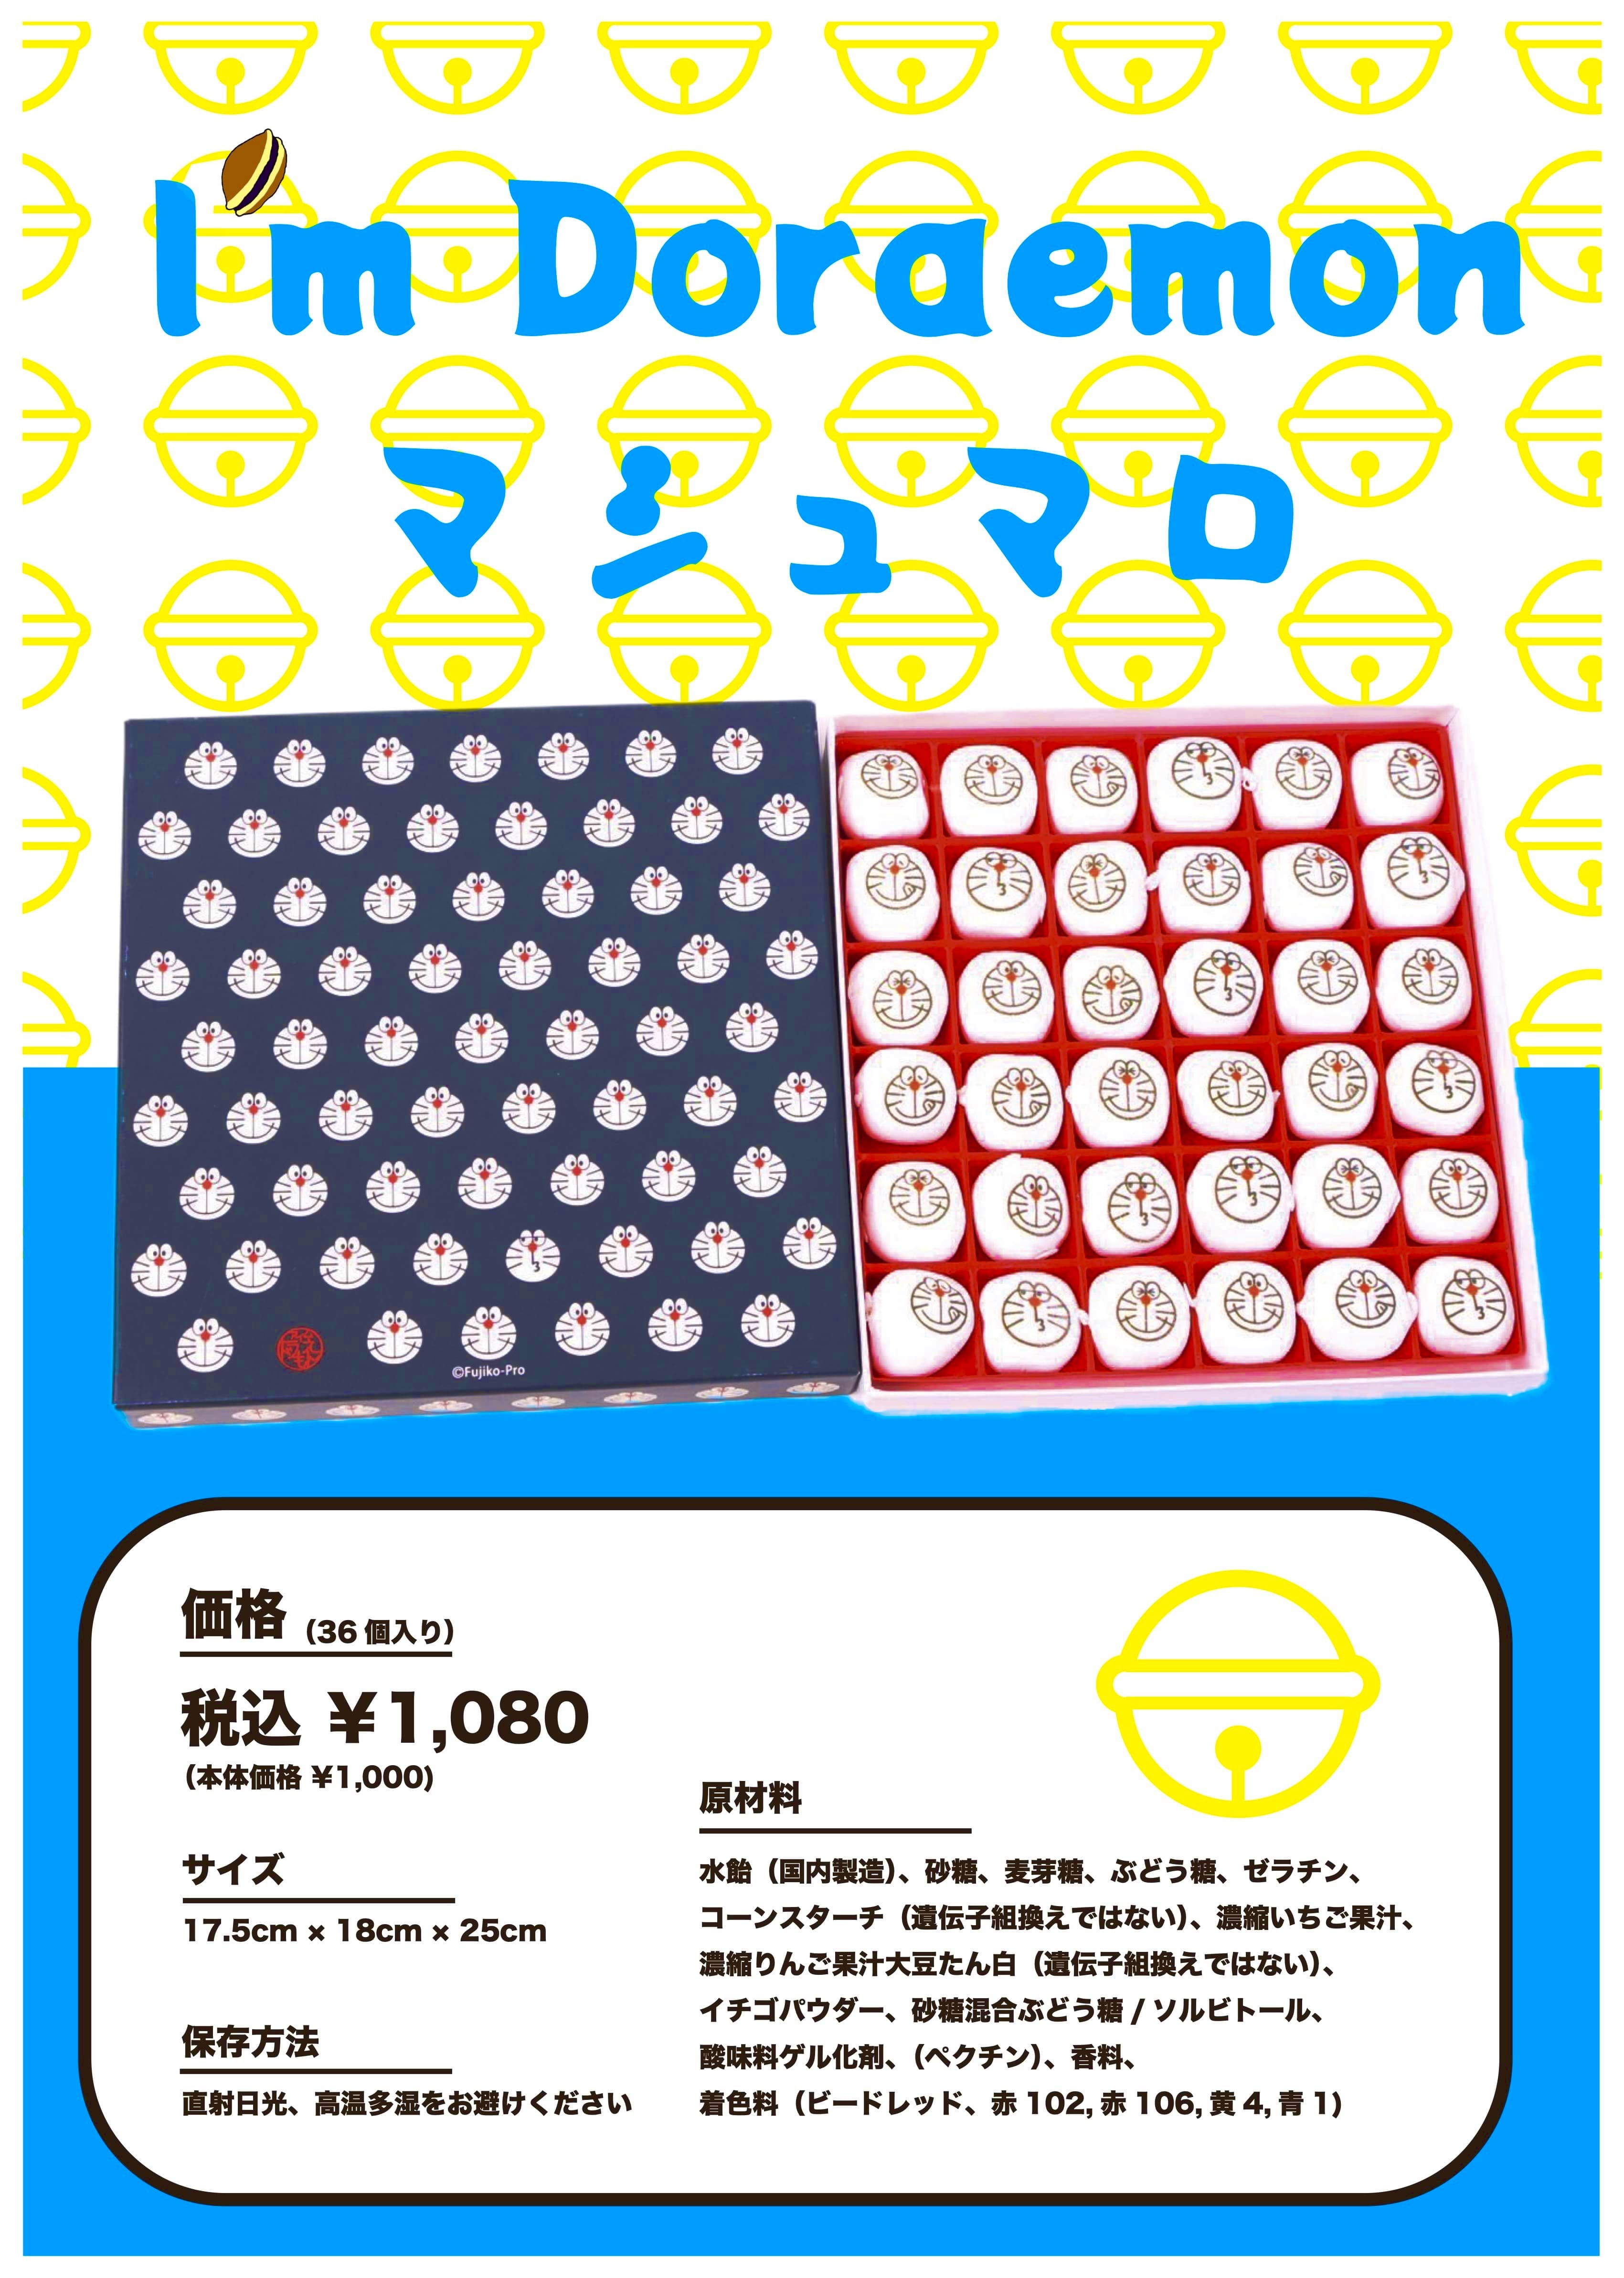 I'm Doraemon
マシュマロ
©Fujiko-Pro
価格 (36 個入り)
税込 ¥1,080
(本体価格 ¥1,000)
サイズ
17.5cm × 18cm × 25cm
保存方法
直射日光、高温多湿をお避けください
原材料
水飴（国内製造）、砂糖、麦芽糖、ぶどう糖、ゼラチン、
コーンスターチ（遺伝子組換えではない）、濃縮いちご果汁、
濃縮りんご果汁大豆たん白（遺伝子組換えではない）、
イチゴパウダー、砂糖混合ぶどう糖 / ソルビトール、
酸味料ゲル化剤、（ペクチン）、香料、
着色料（ビードレッド、赤 102, 赤 106, 黄 4, 青 1)